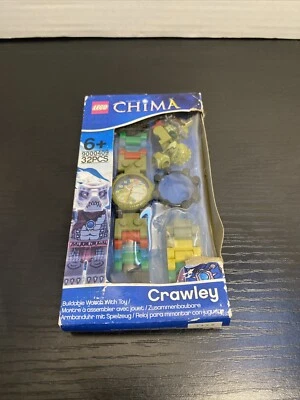 LEGO
CHIMA
6+
9000409
32PCS
Crawley
Buildable Watch With Toy /
Montre à assembler avec jouet / Zusammenbaubare
Armbanduhr mit Spielzeug / Reloj para montar con juguete